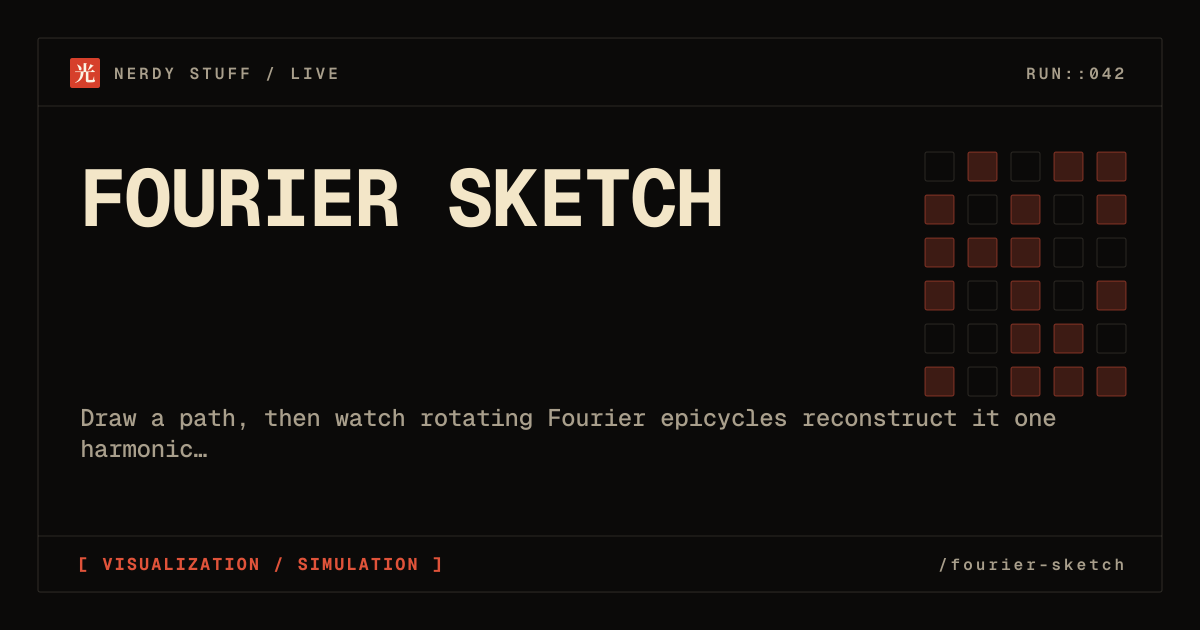 光 NERDY STUFF / LIVE
RUN::042
FOURIER SKETCH
Draw a path, then watch rotating Fourier epicycles reconstruct it one
harmonic…
[ VISUALIZATION / SIMULATION ]
/fourier-sketch